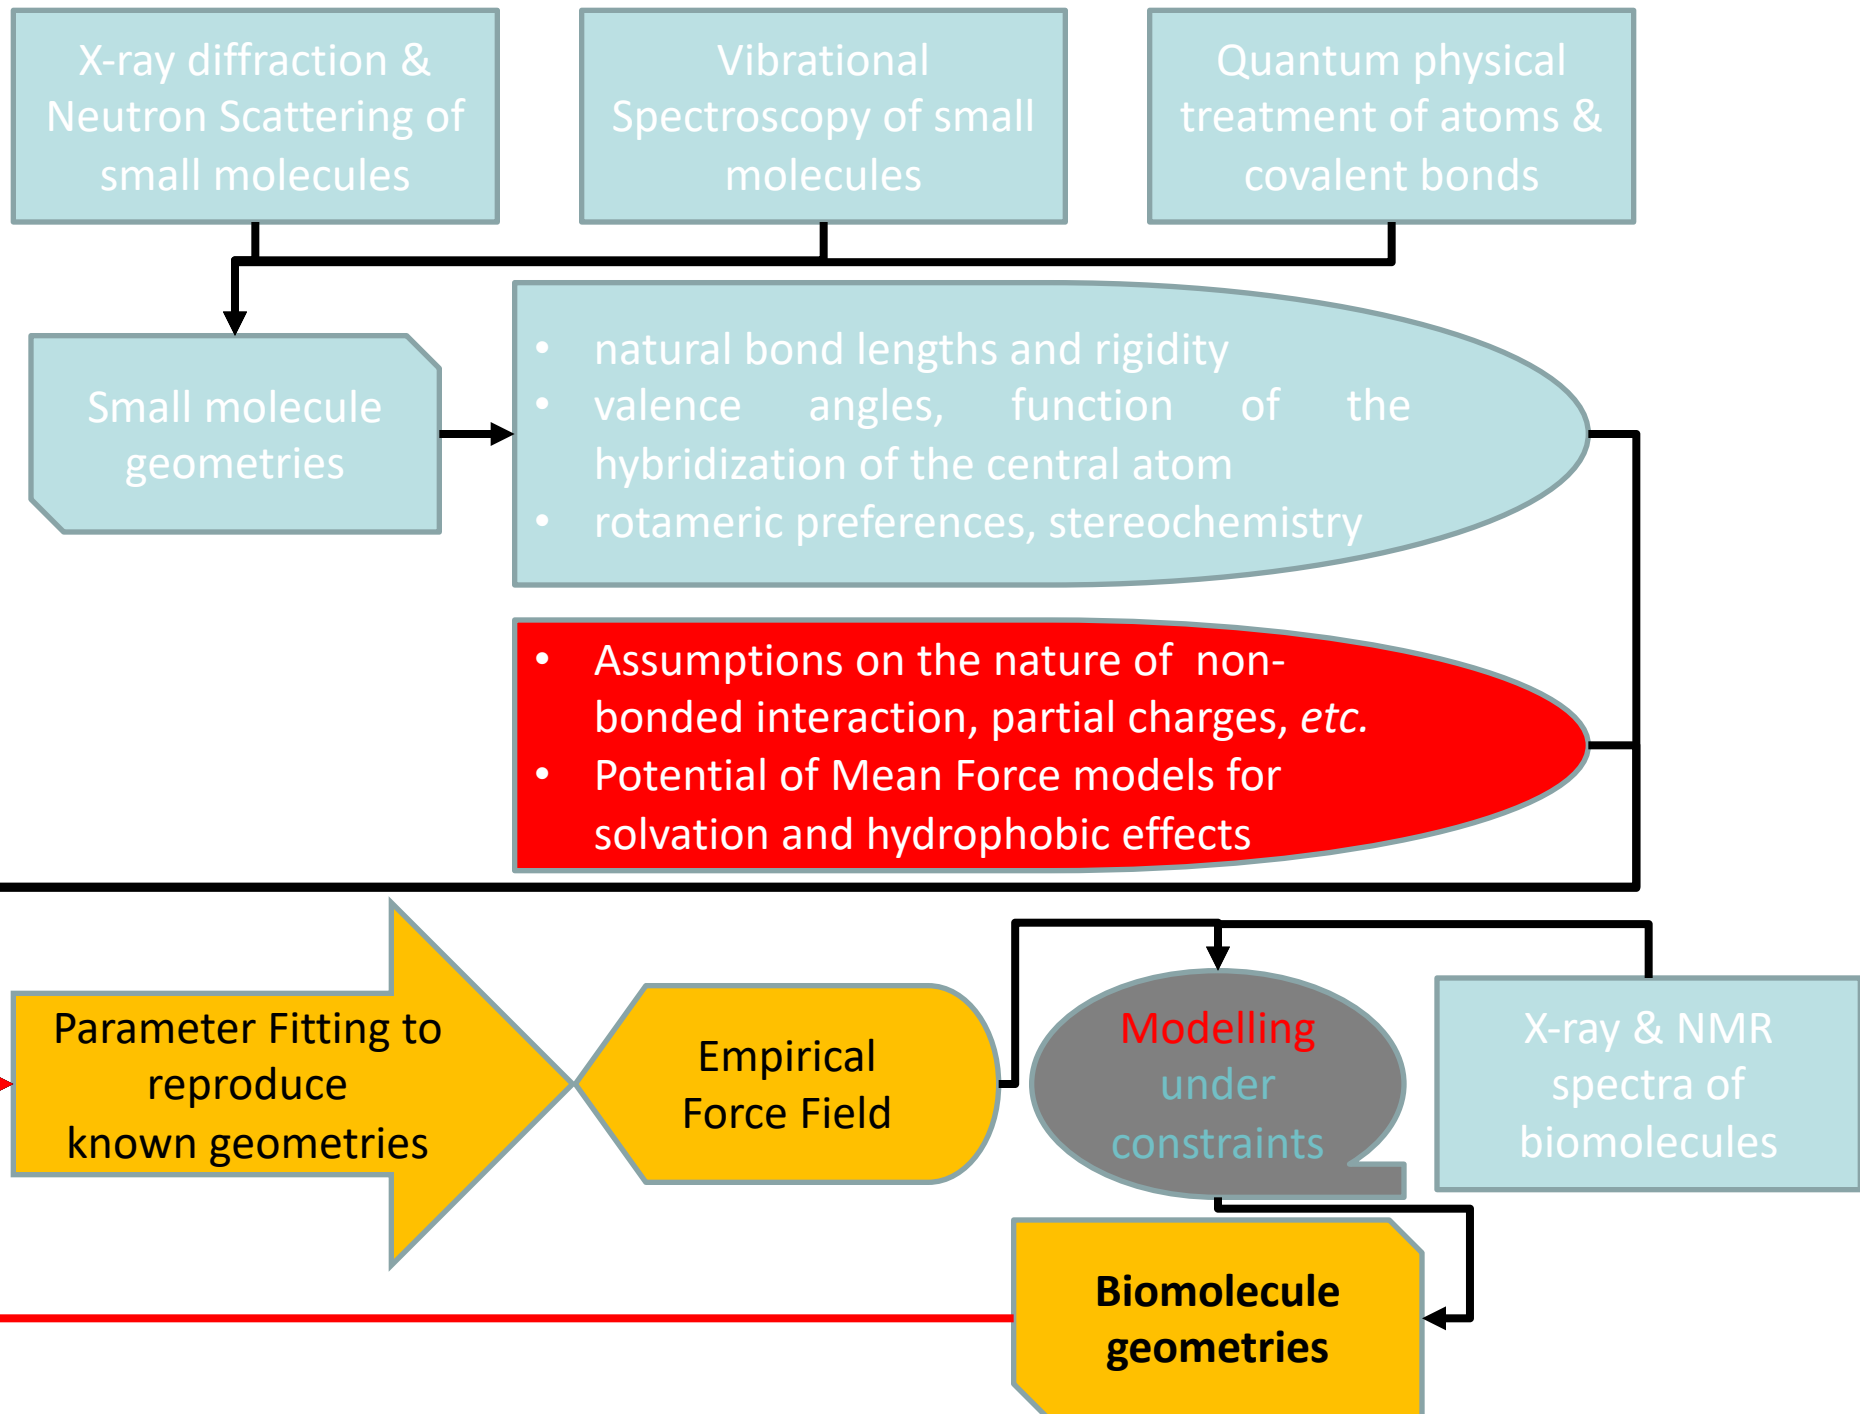 X-ray diffraction &
Neutron Scattering of
small molecules
Vibrational
Spectroscopy of small
molecules
Quantum physical
treatment of atoms &
covalent bonds
Small molecule
geometries
• natural bond lengths and rigidity
• valence angles, function of the
hybridization of the central atom
• rotameric preferences, stereochemistry
• Assumptions on the nature of non-
bonded interaction, partial charges, etc.
• Potential of Mean Force models for
solvation and hydrophobic effects
Parameter Fitting to
reproduce
known geometries
Empirical
Force Field
Modelling
under
constraints
X-ray & NMR
spectra of
biomolecules
Biomolecule
geometries